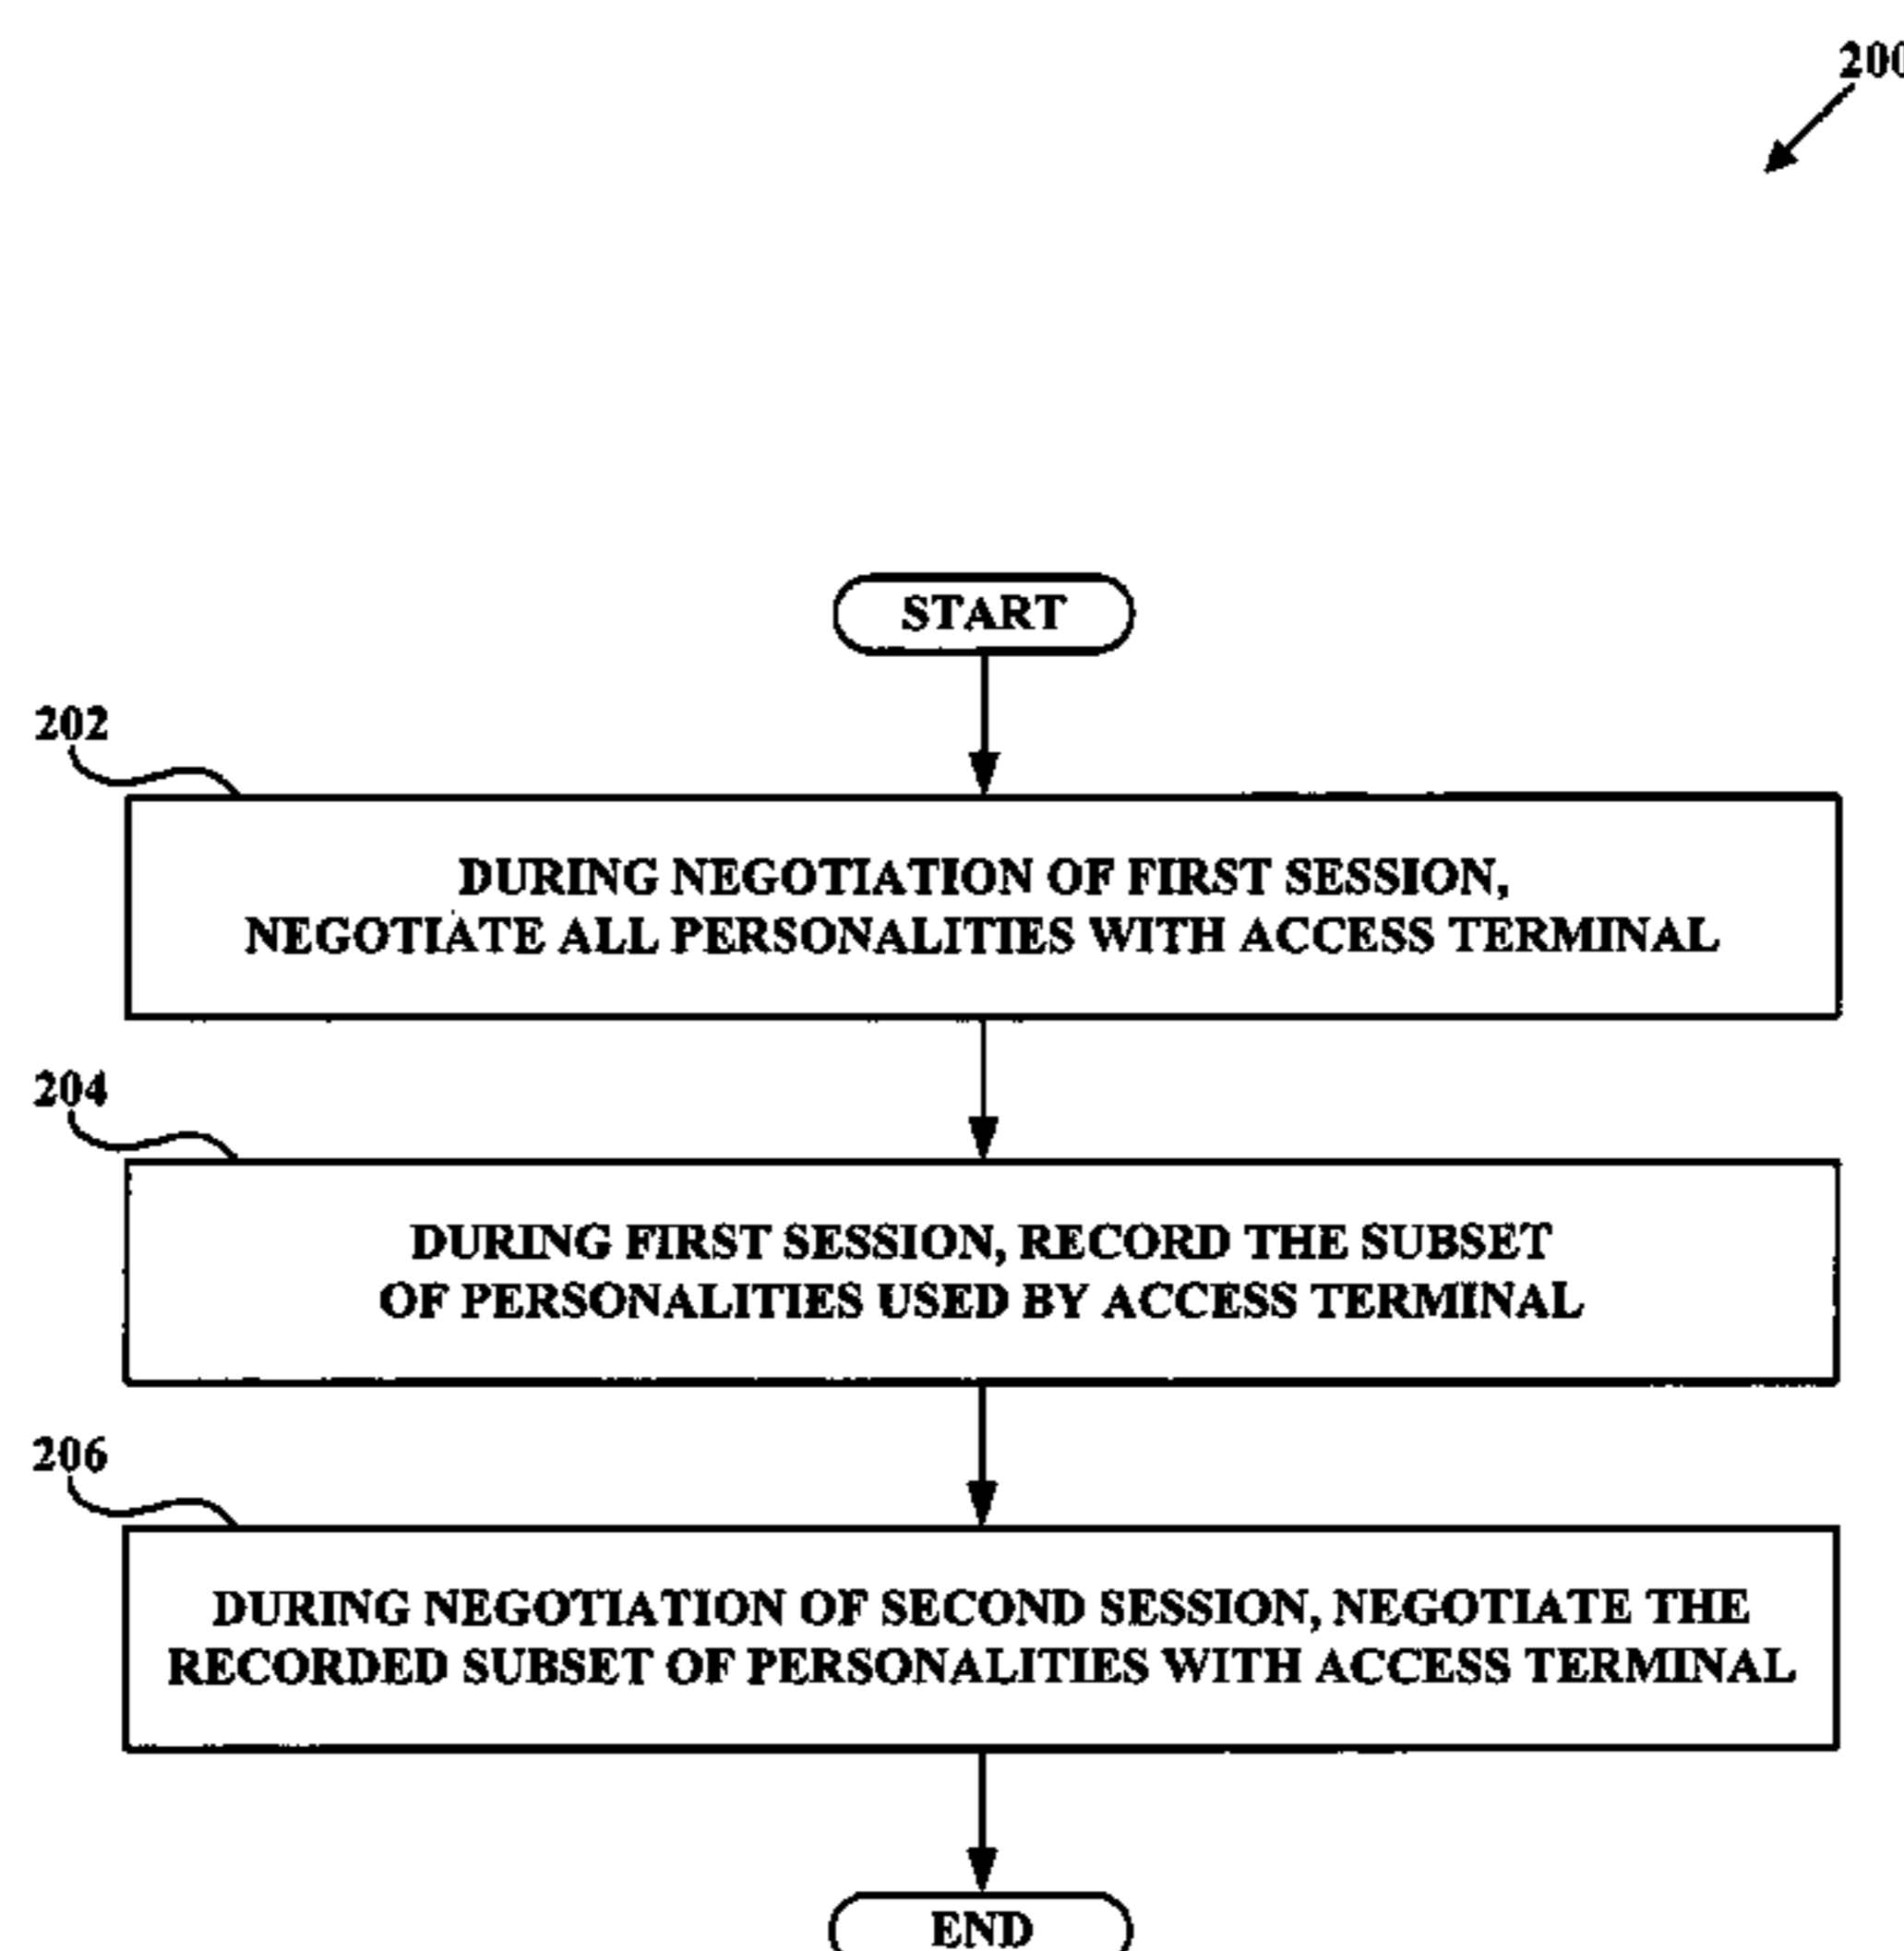 200
START
202
DURING NEGOTIATION OF FIRST SESSION,
NEGOTIATE ALL PERSONALITIES WITH ACCESS TERMINAL
204
DURING FIRST SESSION, RECORD THE SUBSET
OF PERSONALITIES USED BY ACCESS TERMINAL
206
DURING NEGOTIATION OF SECOND SESSION, NEGOTIATE THE
RECORDED SUBSET OF PERSONALITIES WITH ACCESS TERMINAL
END